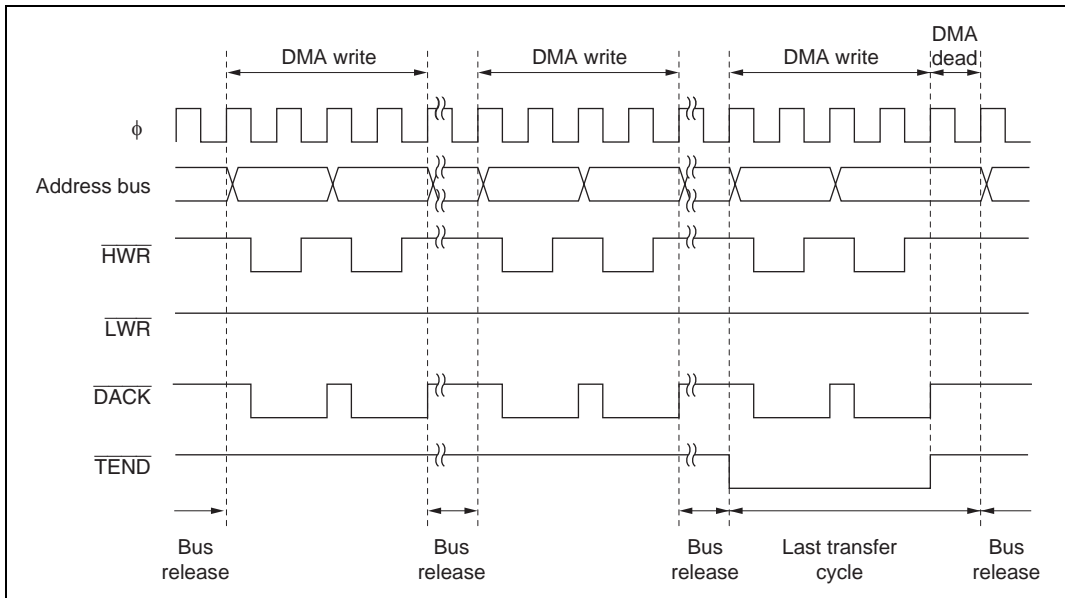 DMA write
DMA write
DMA write
DMA
dead
φ
Address bus
HWR
LWR
DACK
TEND
Bus
release
Bus
release
Bus
release
Last transfer
cycle
Bus
release